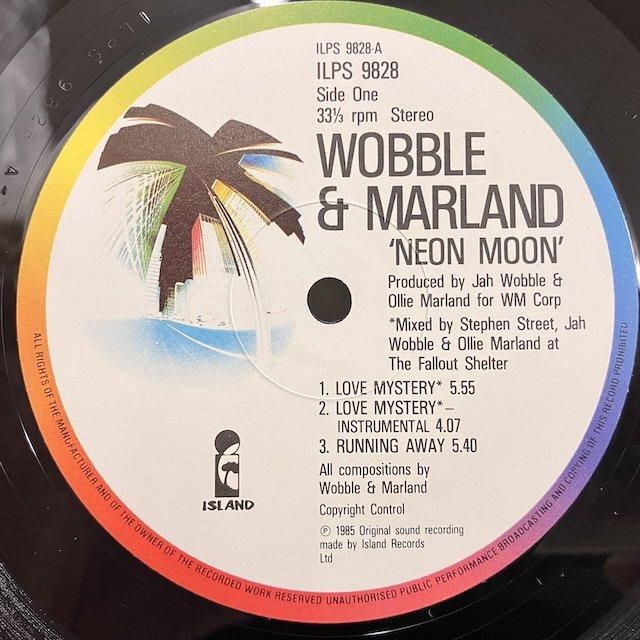 ILPS 9828-A
ILPS 9828
Side One
33⅓ rpm Stereo
WOBBLE
& MARLAND
'NEON MOON'
Produced by Jah Wobble &
Ollie Marland for WM Corp
*Mixed by Stephen Street, Jah
Wobble & Ollie Marland at
The Fallout Shelter
1. LOVE MYSTERY* 5.55
2. LOVE MYSTERY*–
INSTRUMENTAL 4.07
3. RUNNING AWAY 5.40
All compositions by
Wobble & Marland
Copyright Control
℗ 1985 Original sound recording
made by Island Records
Ltd
ISLAND
ALL RIGHTS OF THE MANUFACTURER AND OF THE OWNER OF THE RECORDED WORK RESERVED UNAUTHORISED PUBLIC PERFORMANCE BROADCASTING AND COPYING OF THIS RECORD PROHIBITED